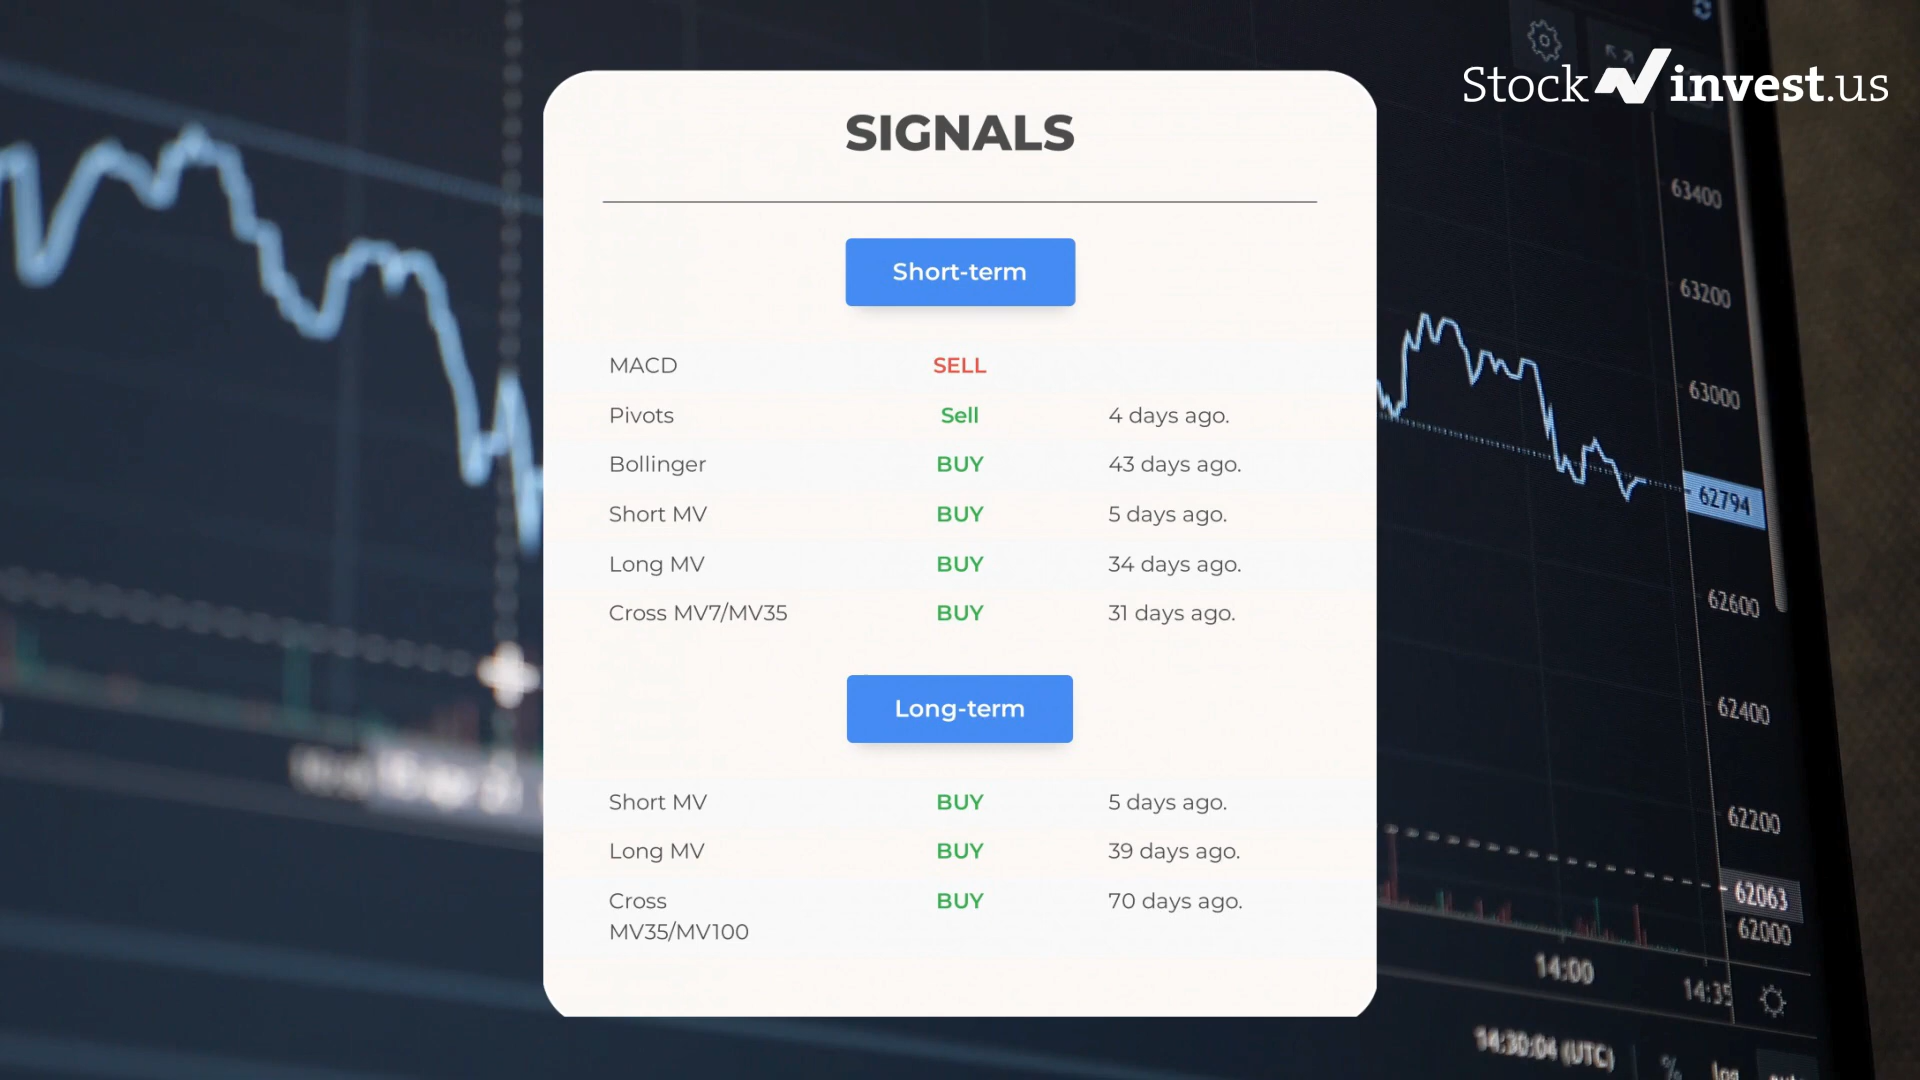 Stock invest.us
SIGNALS
Short-term
MACD SELL
Pivots Sell 4 days ago.
Bollinger BUY 43 days ago.
Short MV BUY 5 days ago.
Long MV BUY 34 days ago.
Cross MV7/MV35 BUY 31 days ago.
Long-term
Short MV BUY 5 days ago.
Long MV BUY 39 days ago.
Cross BUY 70 days ago.
MV35/MV100
63400
63200
63000
62794
62600
62400
62200
62063
62000
14:00 14:35
14:30:04 (UTC) % log